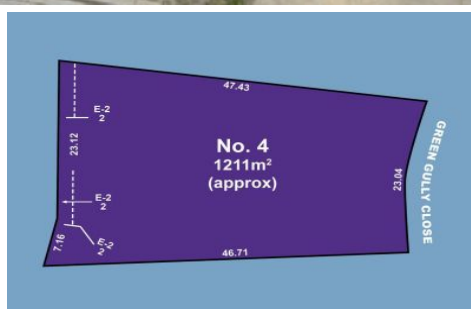 47.43
E-2
2
23.12
No. 4
1211m²
(approx)
GREEN GULLY CLOSE
23.04
E-2
2
7.16
E-2
2
46.71